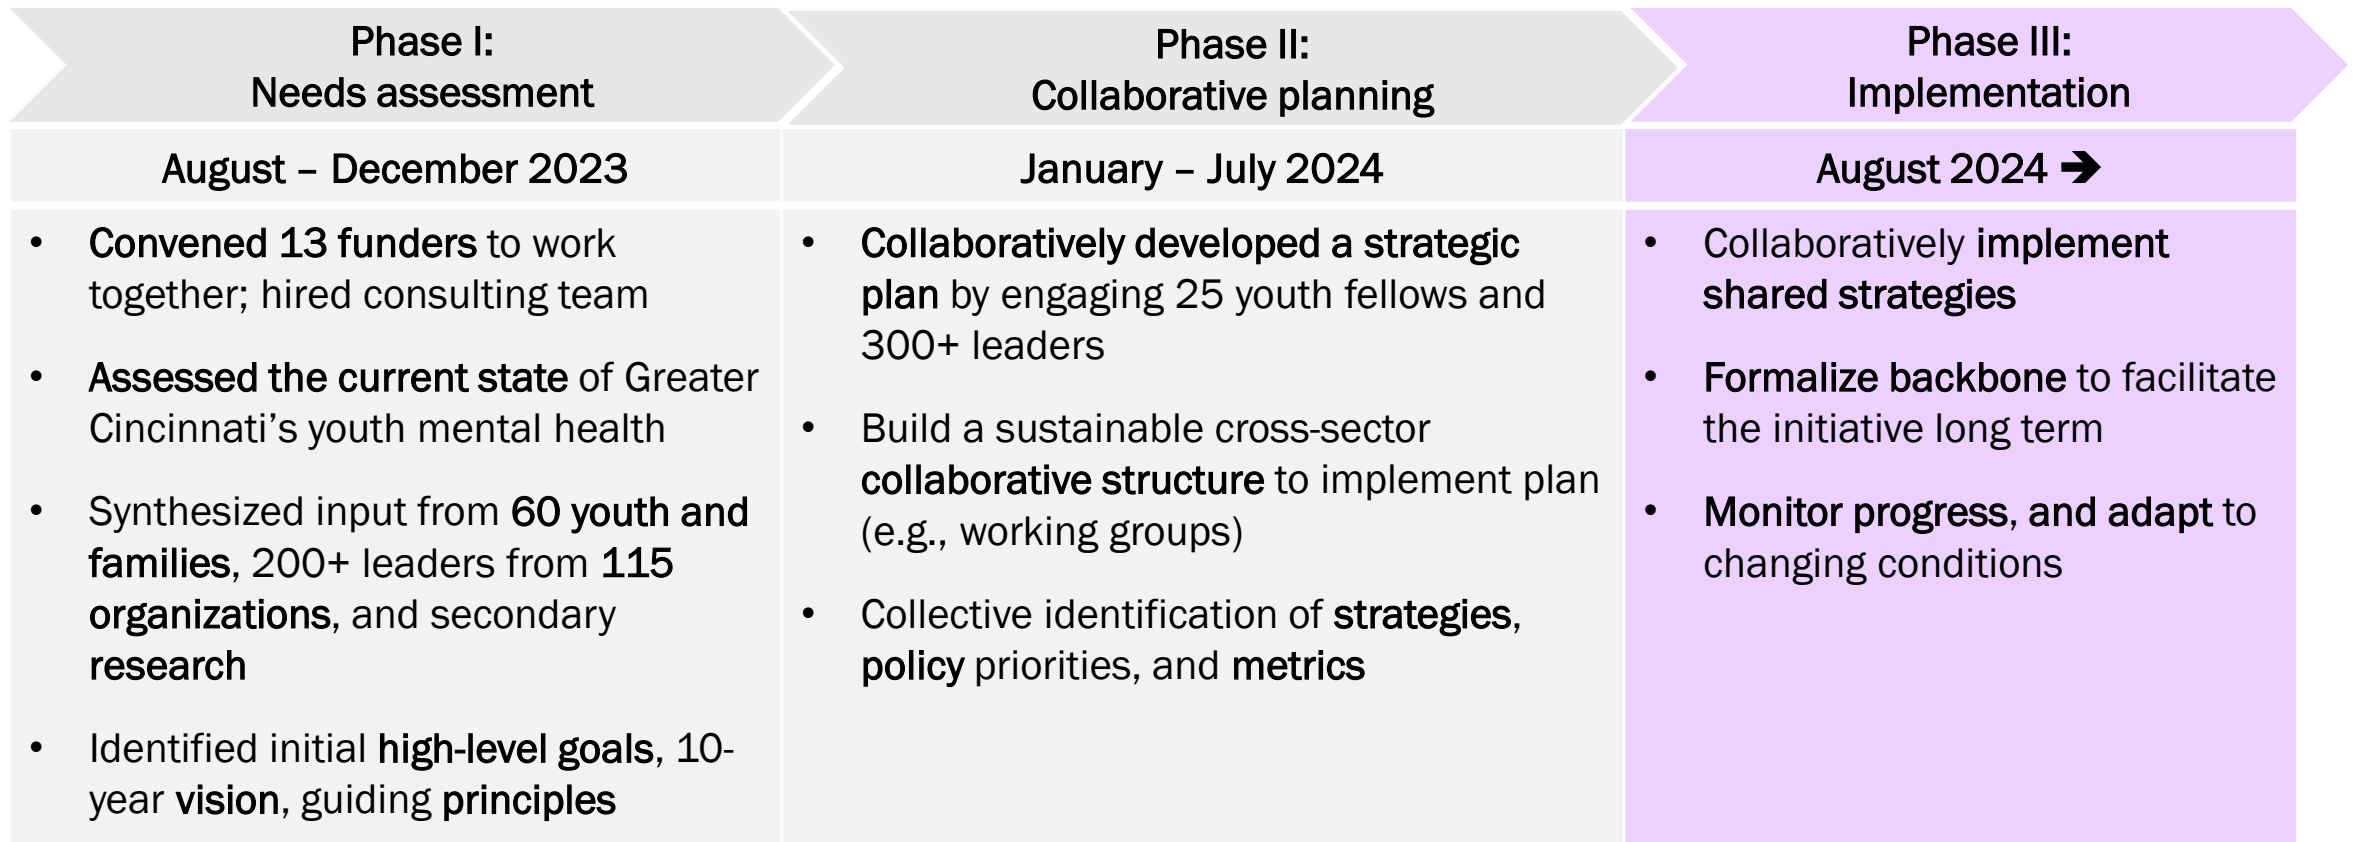 Phase I:
Needs assessment
August – December 2023
• Convened 13 funders to work
together; hired consulting team
• Assessed the current state of Greater
Cincinnati’s youth mental health
• Synthesized input from 60 youth and
families, 200+ leaders from 115
organizations, and secondary
research
• Identified initial high-level goals, 10-
year vision, guiding principles
Phase II:
Collaborative planning
January – July 2024
• Collaboratively developed a strategic
plan by engaging 25 youth fellows and
300+ leaders
• Build a sustainable cross-sector
collaborative structure to implement plan
(e.g., working groups)
• Collective identification of strategies,
policy priorities, and metrics
Phase III:
Implementation
August 2024 ➔
• Collaboratively implement
shared strategies
• Formalize backbone to facilitate
the initiative long term
• Monitor progress, and adapt to
changing conditions